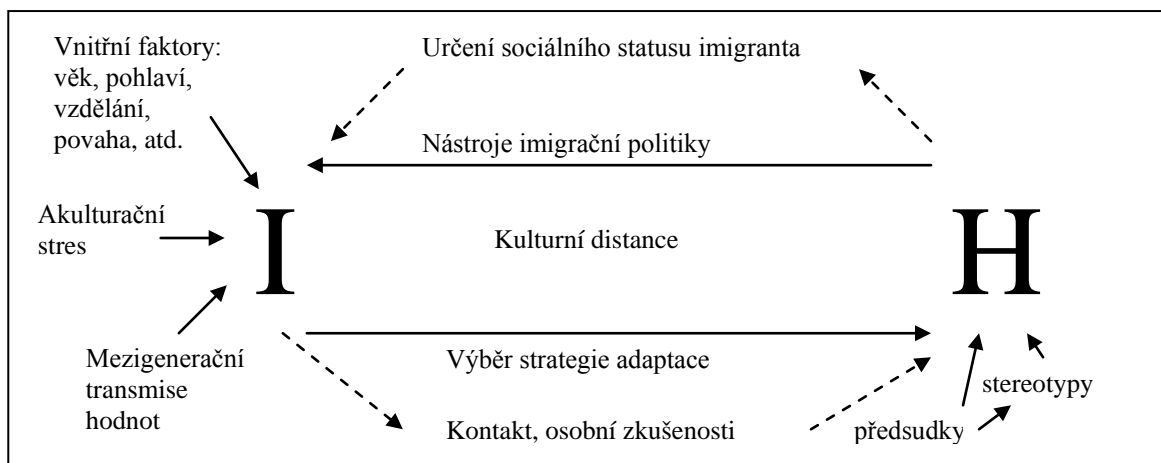 Vnitřní faktory:
věk, pohlaví,
vzdělání,
povaha, atd.
Určení sociálního statusu imigranta
Nástroje imigrační politiky
Akulturační
stres
I
Kulturní distance
H
Mezigenerační
transmise
hodnot
Výběr strategie adaptace
Kontakt, osobní zkušenosti
stereotypy
předsudky